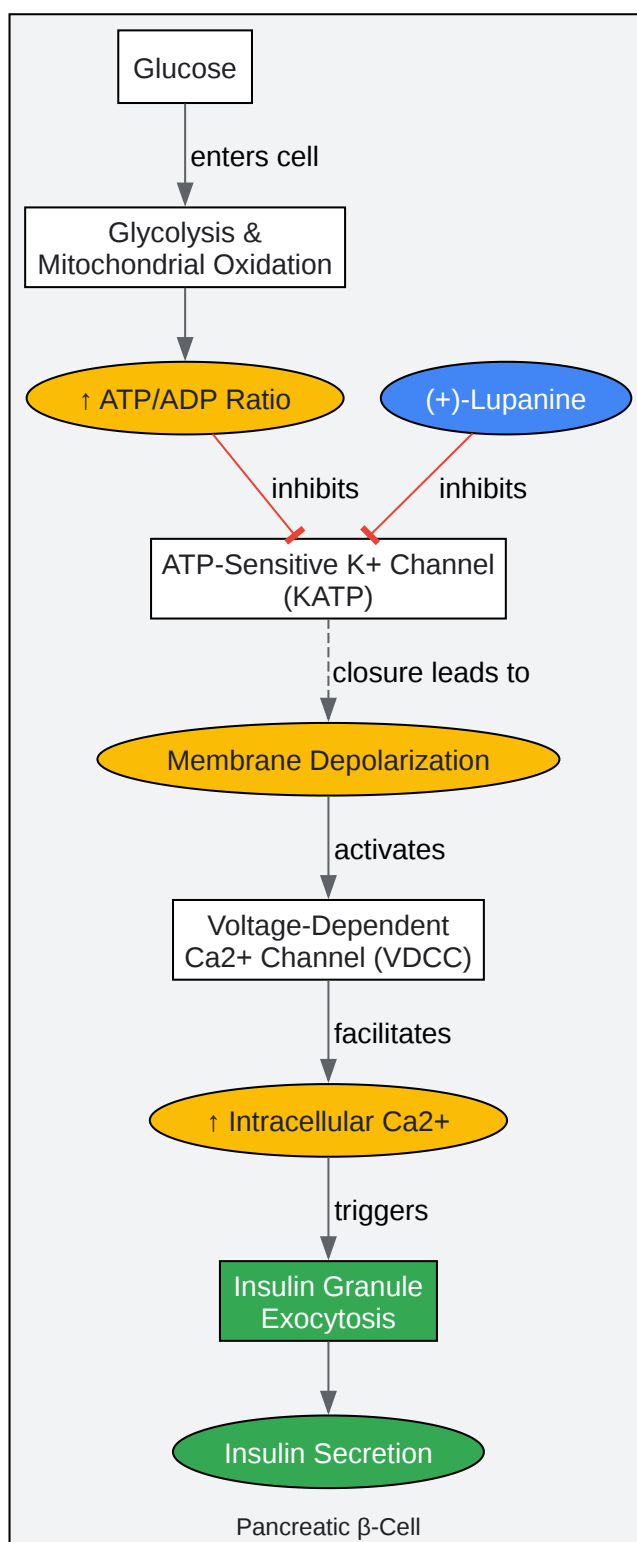 Glucose
enters cell
Glycolysis &
Mitochondrial Oxidation
↑ ATP/ADP Ratio
(+)-Lupanine
inhibits
inhibits
ATP-Sensitive K+ Channel
(KATP)
closure leads to
Membrane Depolarization
activates
Voltage-Dependent
Ca2+ Channel (VDCC)
facilitates
↑ Intracellular Ca2+
triggers
Insulin Granule
Exocytosis
Insulin Secretion
Pancreatic β-Cell